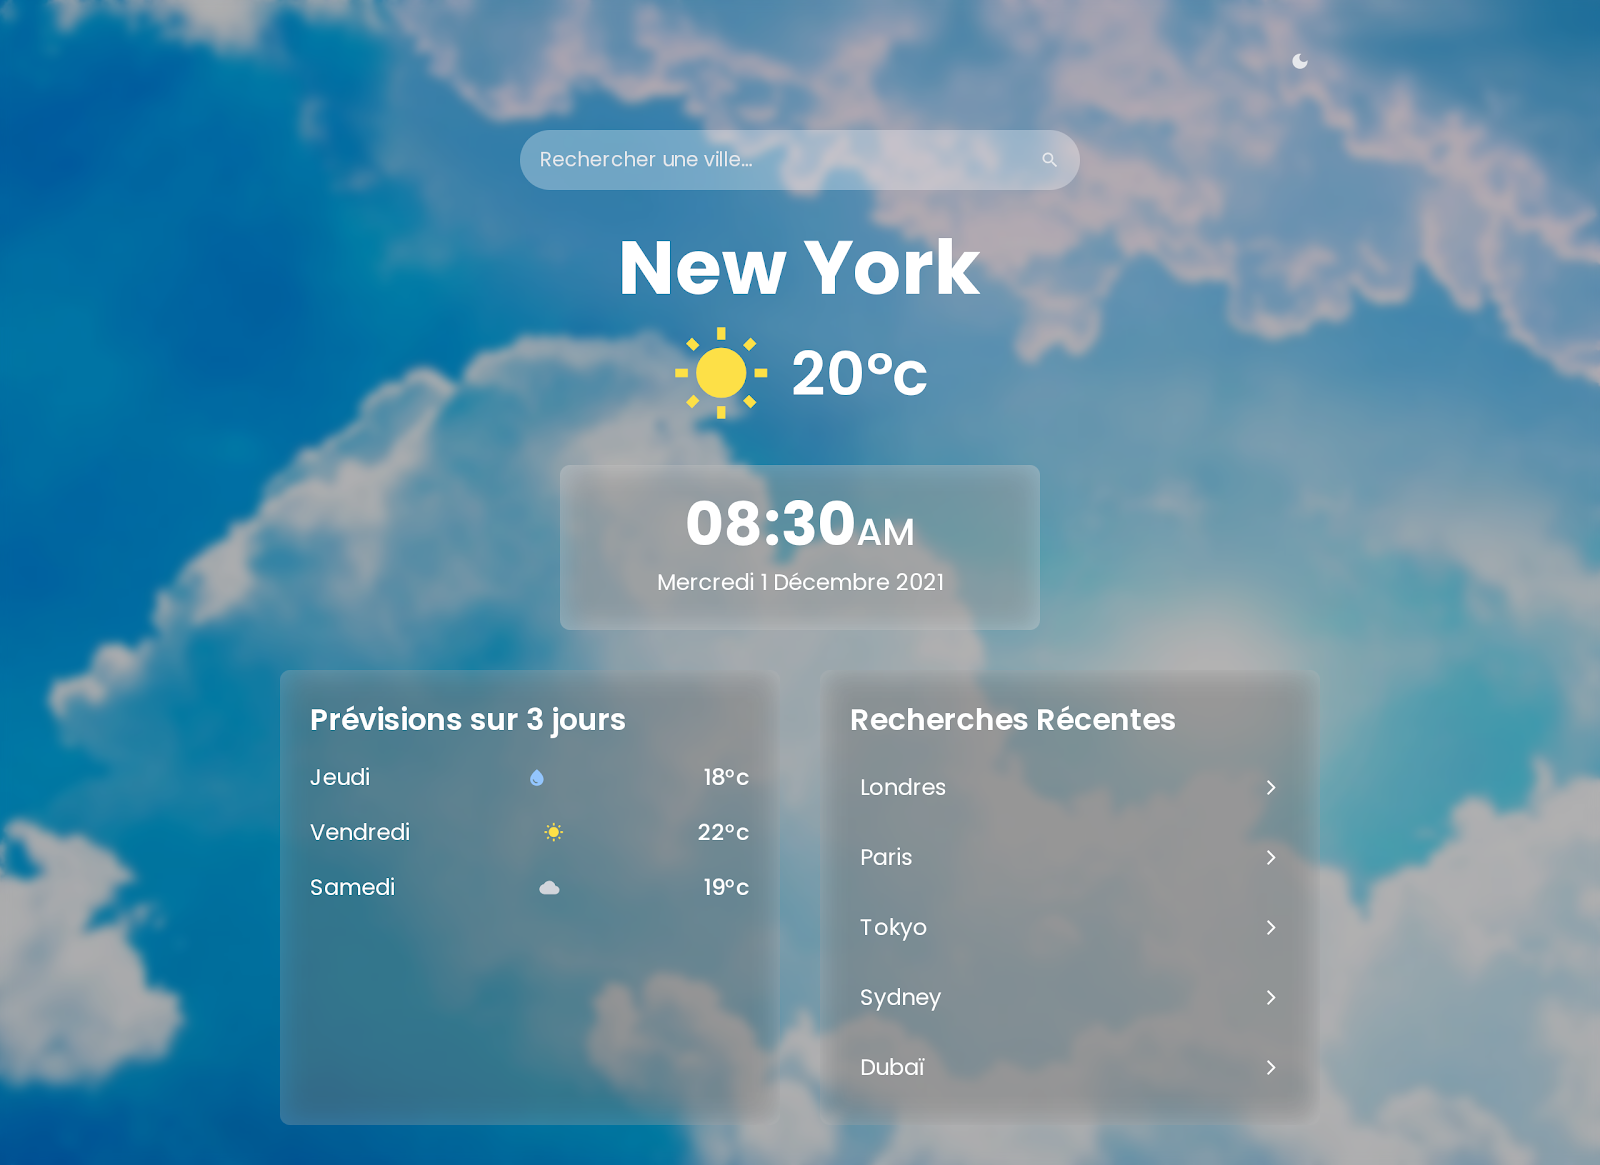 Rechercher une ville...
New York
20°c
08:30AM
Mercredi 1 Décembre 2021
Prévisions sur 3 jours
Jeudi 18°c
Vendredi 22°c
Samedi 19°c
Recherches Récentes
Londres
Paris
Tokyo
Sydney
Dubaï